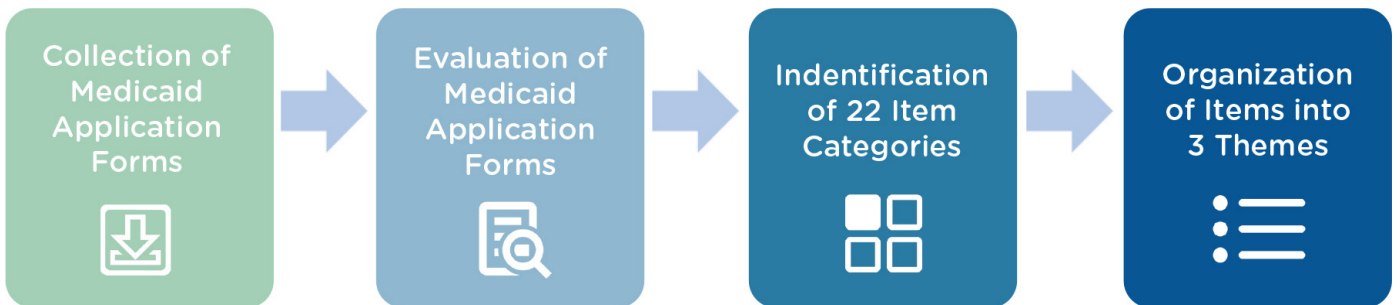 Collection of
Medicaid
Application
Forms
Evaluation of
Medicaid
Application
Forms
Indentification
of 22 Item
Categories
Organization
of Items into
3 Themes